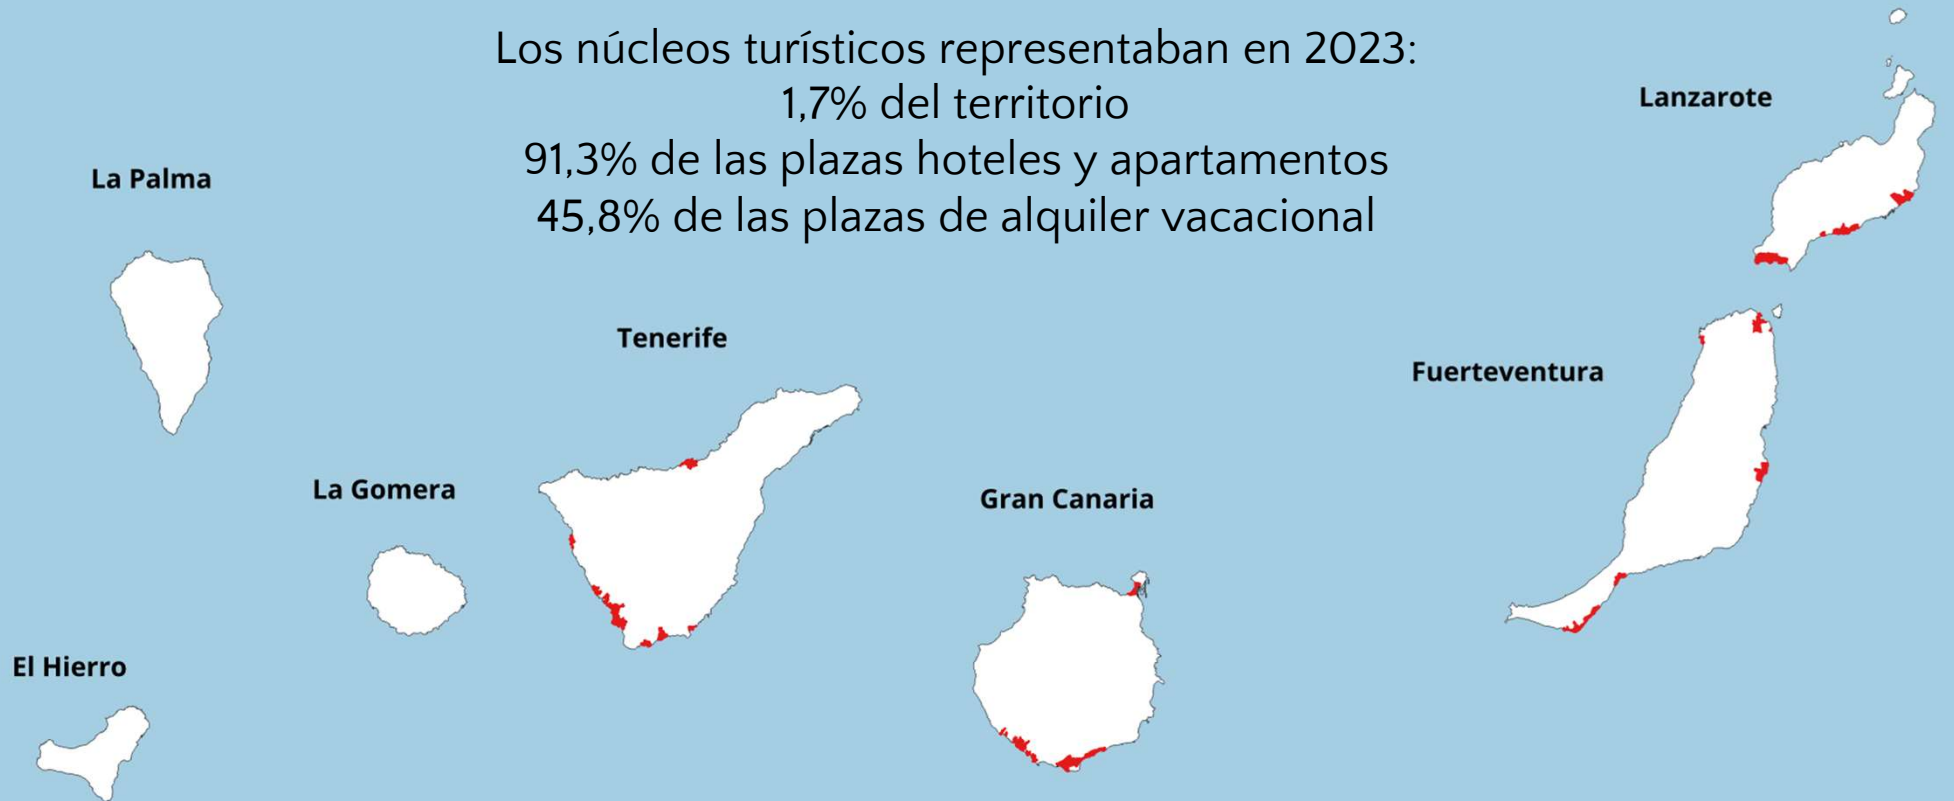 Los núcleos turísticos representaban en 2023:
1,7% del territorio
91,3% de las plazas hoteles y apartamentos
45,8% de las plazas de alquiler vacacional
Lanzarote
La Palma
Tenerife
Fuerteventura
La Gomera
Gran Canaria
El Hierro